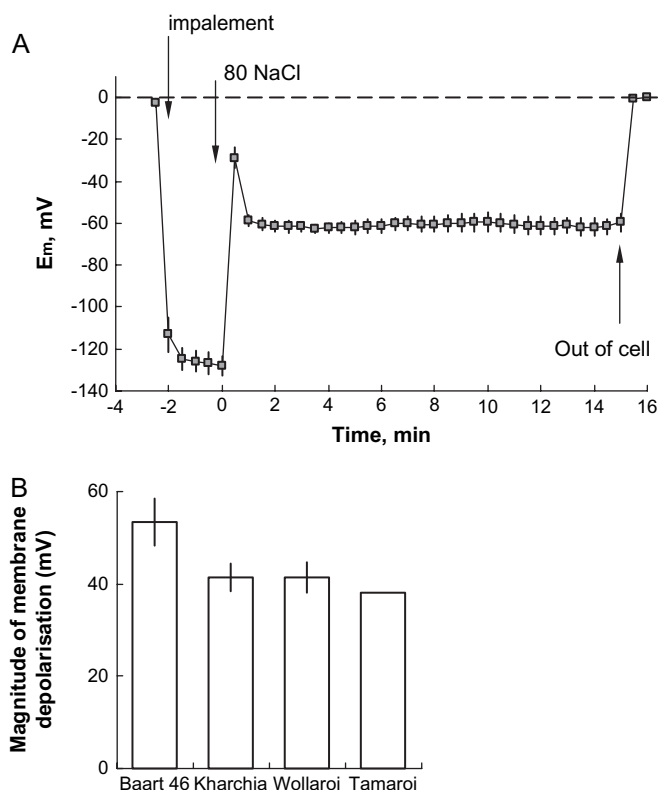 A
impalement
80 NaCl
0
-20
-40
-60
-80
-100
-120
-140
Em, mV
Out of cell
-4 -2 0 2 4 6 8 10 12 14 16
Time, min
B
60
40
20
0
Magnitude of membrane
depolarisation (mV)
Baart 46 Kharchia Wollaroi Tamaroi